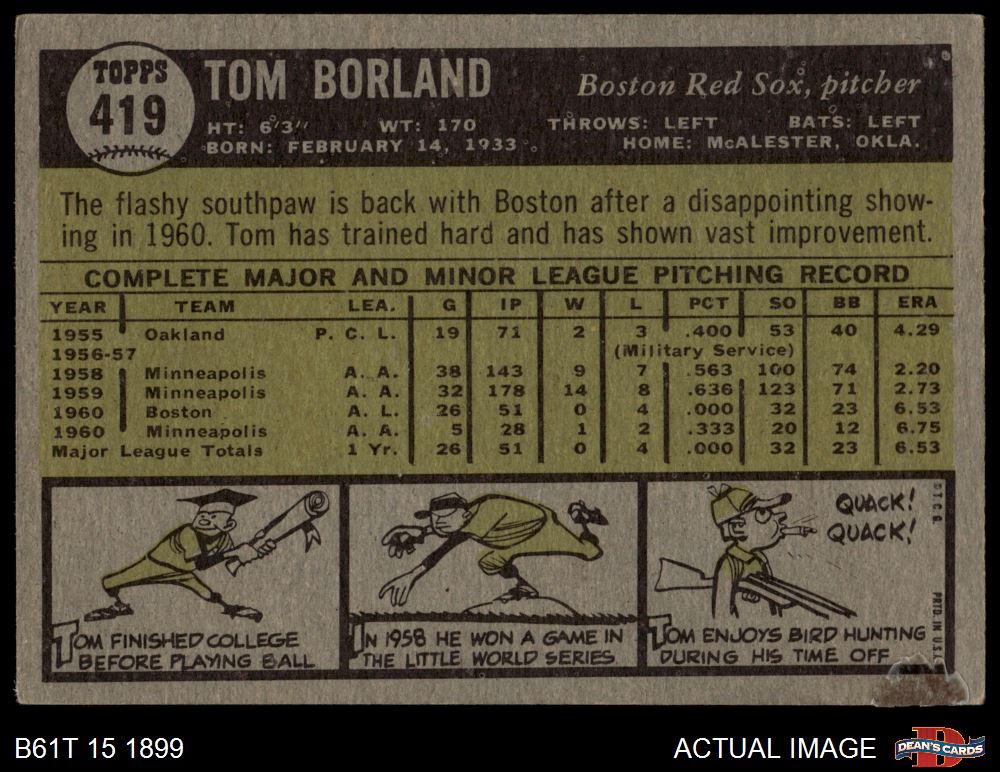 TOPPS
419
TOM BORLAND
Boston Red Sox, pitcher
HT: 6'3" WT: 170 THROWS: LEFT BATS: LEFT
BORN: FEBRUARY 14, 1933 HOME: McALESTER, OKLA.
The flashy southpaw is back with Boston after a disappointing show-
ing in 1960. Tom has trained hard and has shown vast improvement.
COMPLETE MAJOR AND MINOR LEAGUE PITCHING RECORD
YEAR TEAM LEA. G IP W L PCT SO BB ERA
1955 Oakland P. C. L. 19 71 2 3 .400 53 40 4.29
1956-57 (Military Service)
1958 Minneapolis A. A. 38 143 9 7 .563 100 74 2.20
1959 Minneapolis A. A. 32 178 14 8 .636 123 71 2.73
1960 Boston A. L. 26 51 0 4 .000 32 23 6.53
1960 Minneapolis A. A. 5 28 1 2 .333 20 12 6.75
Major League Totals 1 Yr. 26 51 0 4 .000 32 23 6.53
TOM FINISHED COLLEGE
BEFORE PLAYING BALL
IN 1958 HE WON A GAME IN
THE LITTLE WORLD SERIES
QUACK!
QUACK!
TOM ENJOYS BIRD HUNTING
DURING HIS TIME OFF
PRTD. IN U.S.A.
B61T 15 1899
ACTUAL IMAGE
DEAN'S CARDS